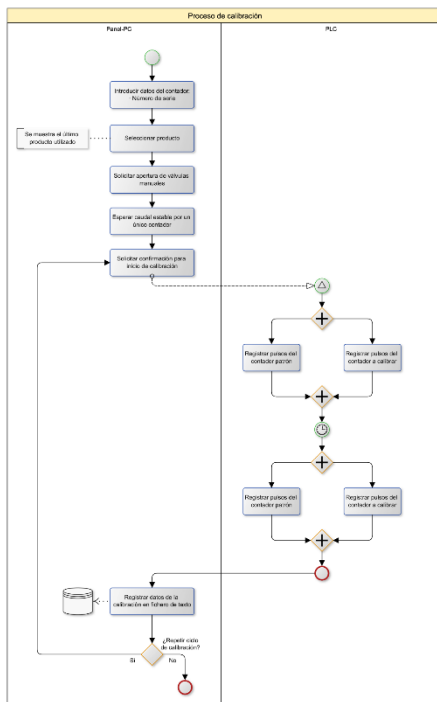 Proceso de calibración
Panel-PC
PLC
Introducir datos del contador:
Número de serie
Se muestra el último
producto utilizado
Seleccionar producto
Solicitar apertura de válvulas
manuales
Esperar caudal estable por un
único contador
Solicitar confirmación para
inicio de calibración
Registrar pulsos del
contador patrón
Registrar pulsos del
contador a calibrar
Registrar pulsos del
contador patrón
Registrar pulsos del
contador a calibrar
Registrar datos de la
calibración en fichero de texto
¿Repetir ciclo
de calibración?
Si
No